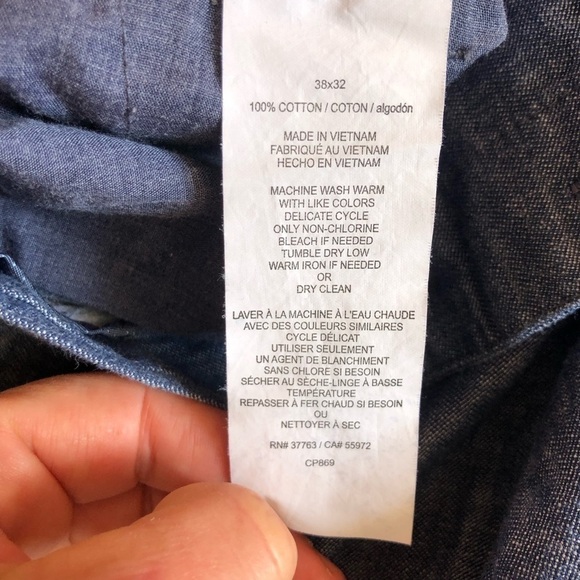 38x32
100% COTTON / COTON / algodón
MADE IN VIETNAM
FABRIQUÉ AU VIETNAM
HECHO EN VIETNAM
MACHINE WASH WARM
WITH LIKE COLORS
DELICATE CYCLE
ONLY NON-CHLORINE
BLEACH IF NEEDED
TUMBLE DRY LOW
WARM IRON IF NEEDED
OR
DRY CLEAN
LAVER À LA MACHINE À L'EAU CHAUDE
AVEC DES COULEURS SIMILAIRES
CYCLE DÉLICAT
UTILISER SEULEMENT
UN AGENT DE BLANCHIMENT
SANS CHLORE SI BESOIN
SÉCHER AU SÈCHE-LINGE À BASSE
TEMPÉRATURE
REPASSER À FER CHAUD SI BESOIN
OU
NETTOYER À SEC
RN# 37763 / CA# 55972
CP869